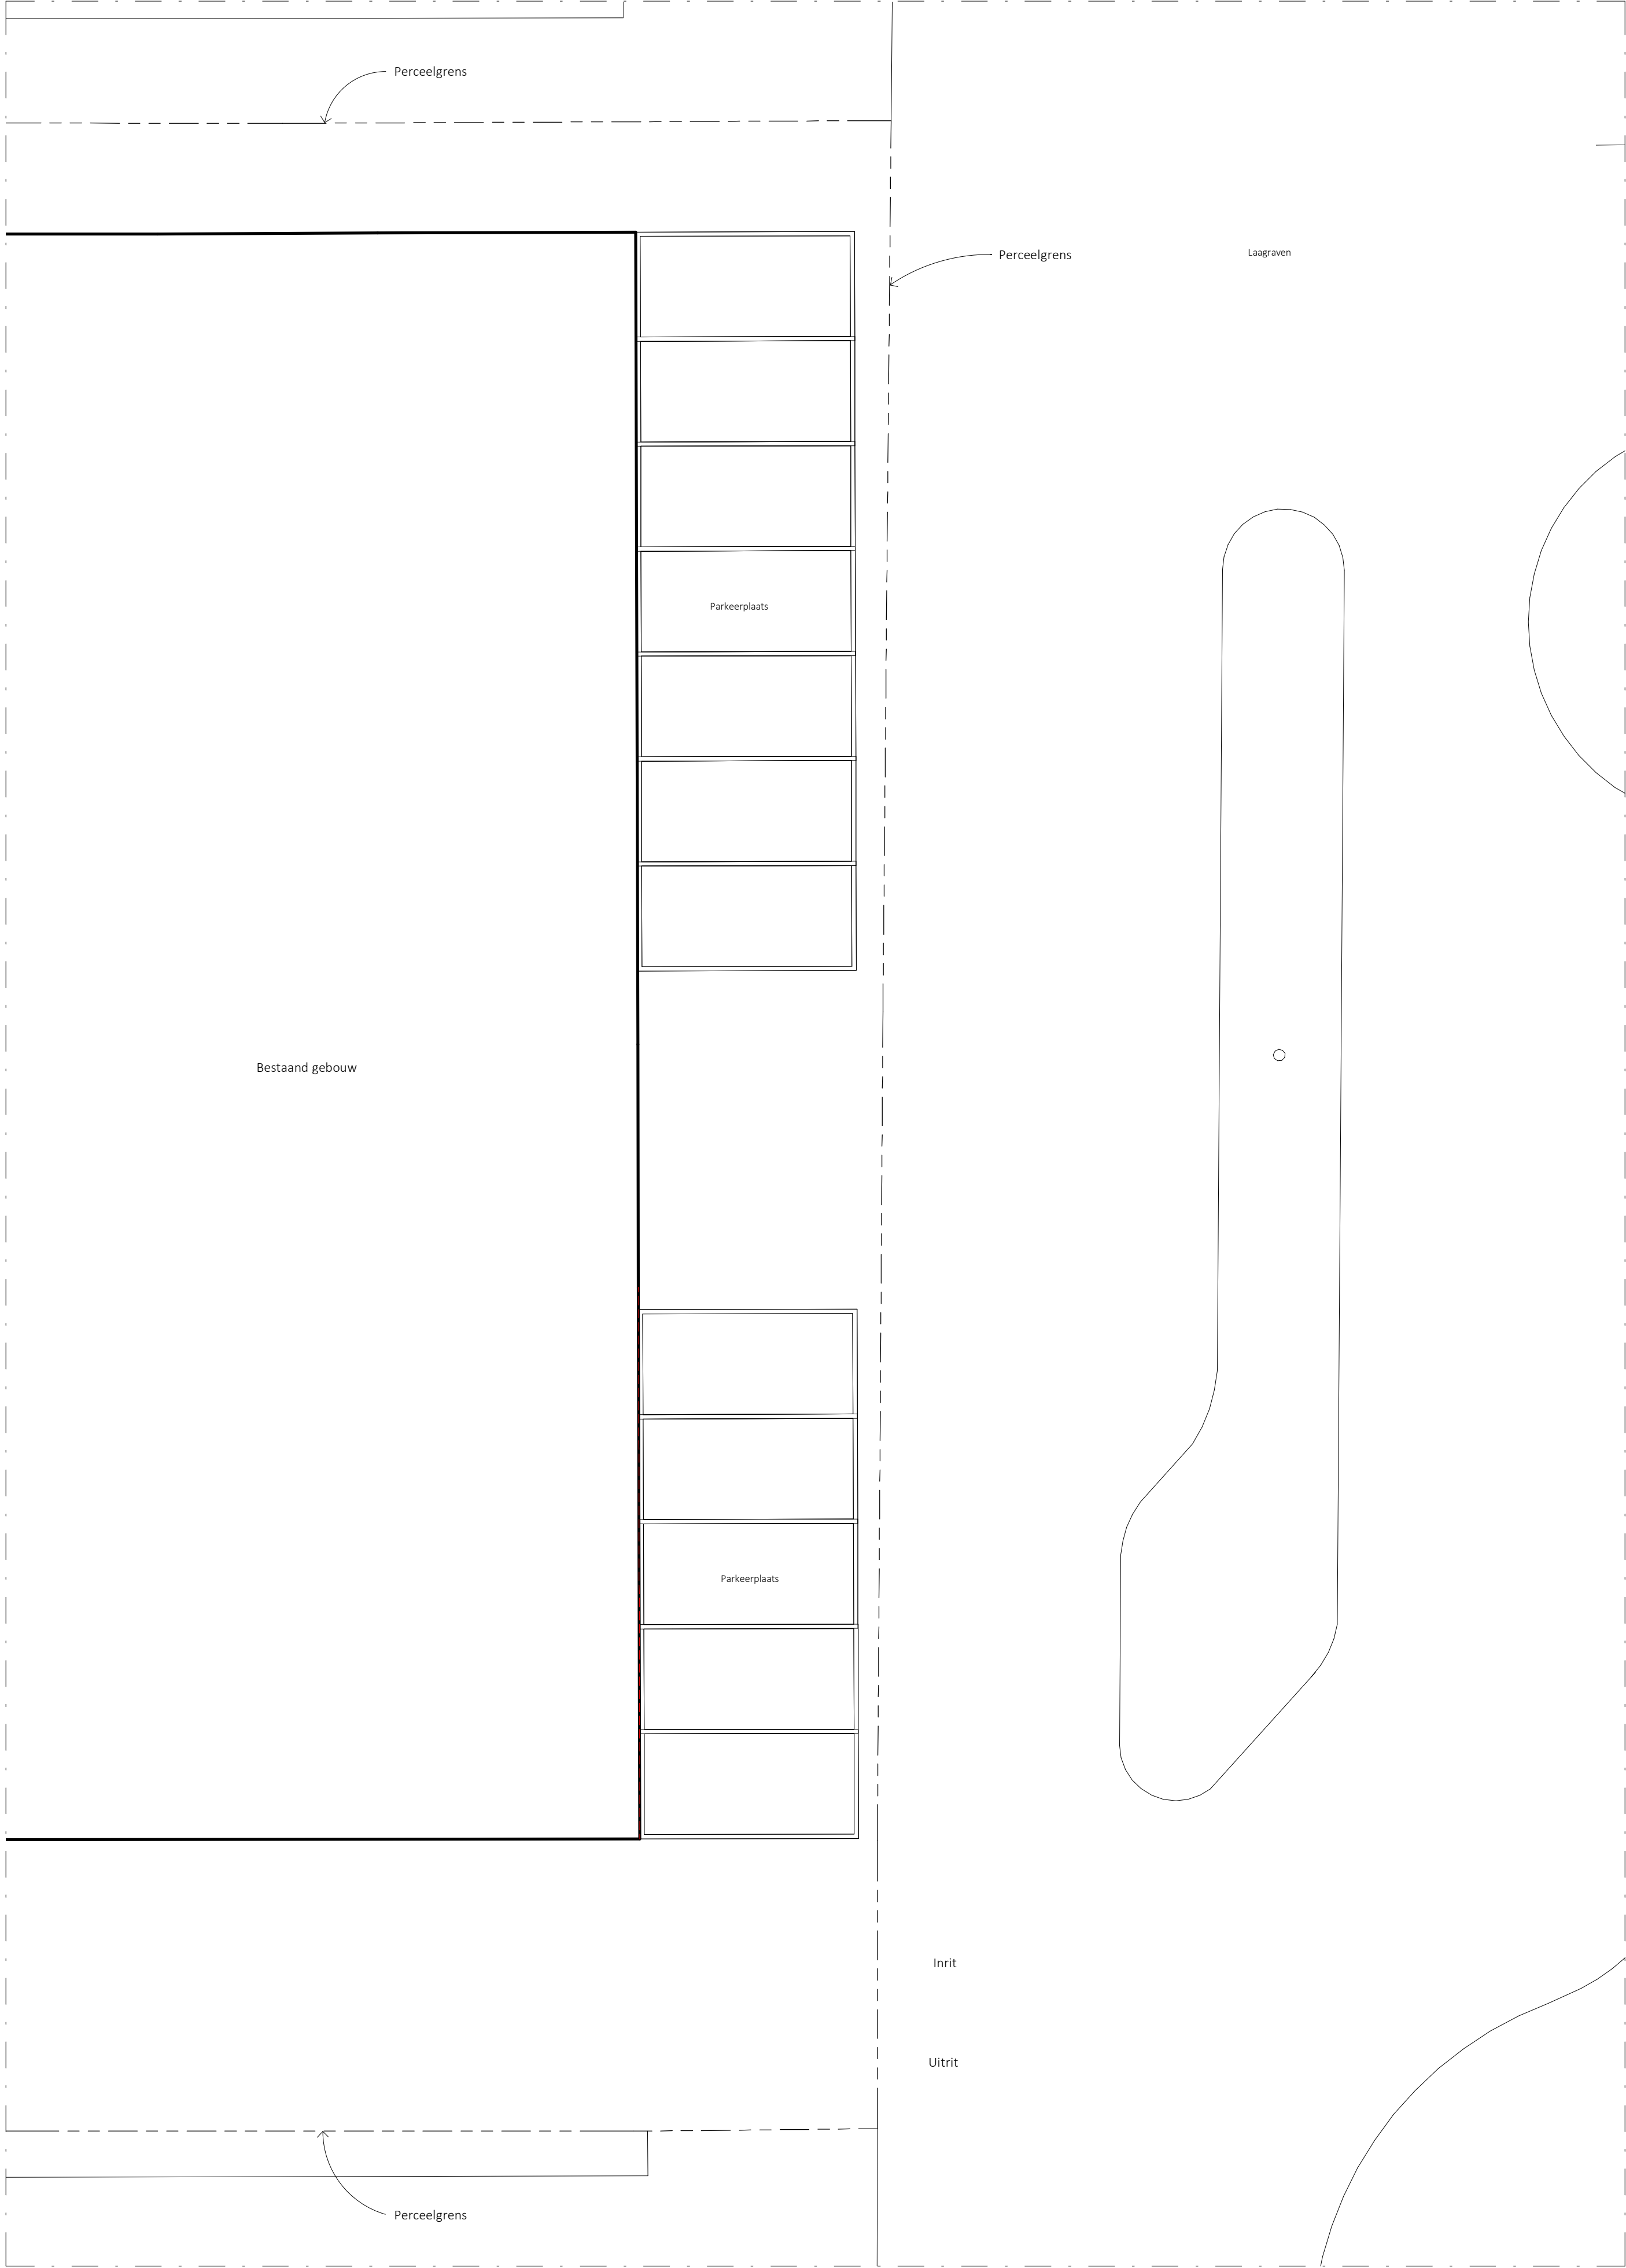 Perceelgrens
Perceelgrens
Laagraven
Parkeerplaats
Bestaand gebouw
Parkeerplaats
Inrit
Uitrit
Perceelgrens